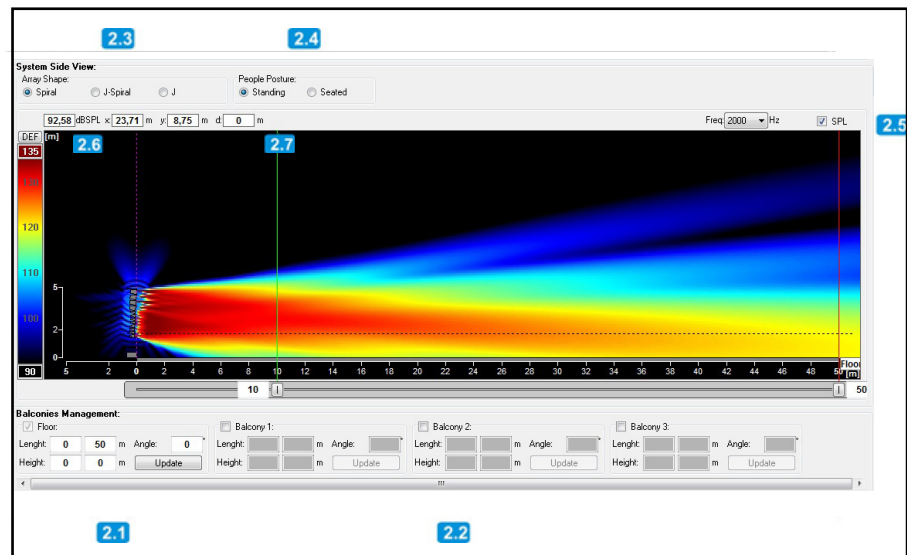 2.3 2.4
System Side View:
Array Shape: People Posture:
Spiral J-Spiral J Standing Seated
92,58 dBSPL x: 23,71 m y: 8,75 m d: 0 m Freq: 2000 Hz SPL 2.5
DEF [m] 2.6 2.7
135
120
110
100
5
2
0
90 5 2 0 2 4 6 8 10 12 14 16 18 20 22 24 26 28 30 32 34 36 38 40 42 44 46 48 50 Floor [m]
10 50
Balconies Management:
Floor: Balcony 1: Balcony 2: Balcony 3:
Lenght: 0 50 m Angle: 0 ° Lenght: m Angle: ° Lenght: m Angle: ° Lenght: m Angle: °
Height: 0 0 m Update Height: m Update Height: m Update Height: m Update
2.1 2.2